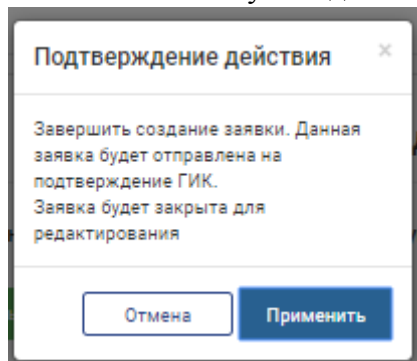 Подтверждение действия ×
Завершить создание заявки. Данная
заявка будет отправлена на
подтверждение ГИК.
Заявка будет закрыта для
редактирования
Отмена
Применить